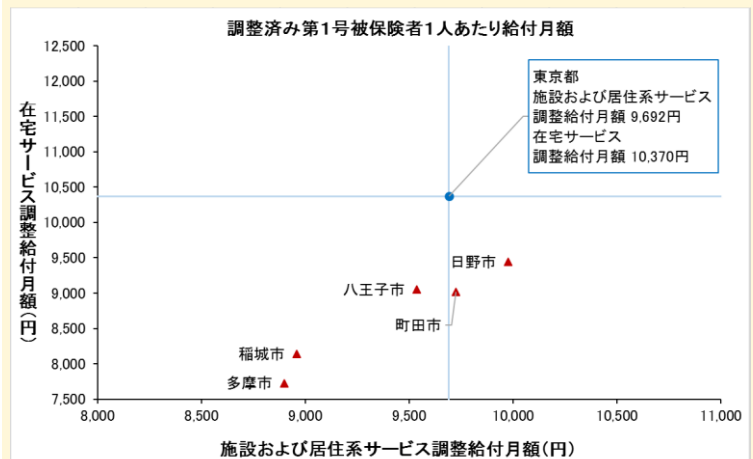 調整済み第1号被保険者1人あたり給付月額
12,500
12,000
11,500
11,000
10,500
10,000
9,500
9,000
8,500
8,000
7,500
在宅サービス調整給付月額(円)
東京都
施設および居住系サービス
調整給付月額 9,692円
在宅サービス
調整給付月額 10,370円
日野市
八王子市
町田市
稲城市
多摩市
8,000
8,500
9,000
9,500
10,000
10,500
11,000
施設および居住系サービス調整給付月額(円)